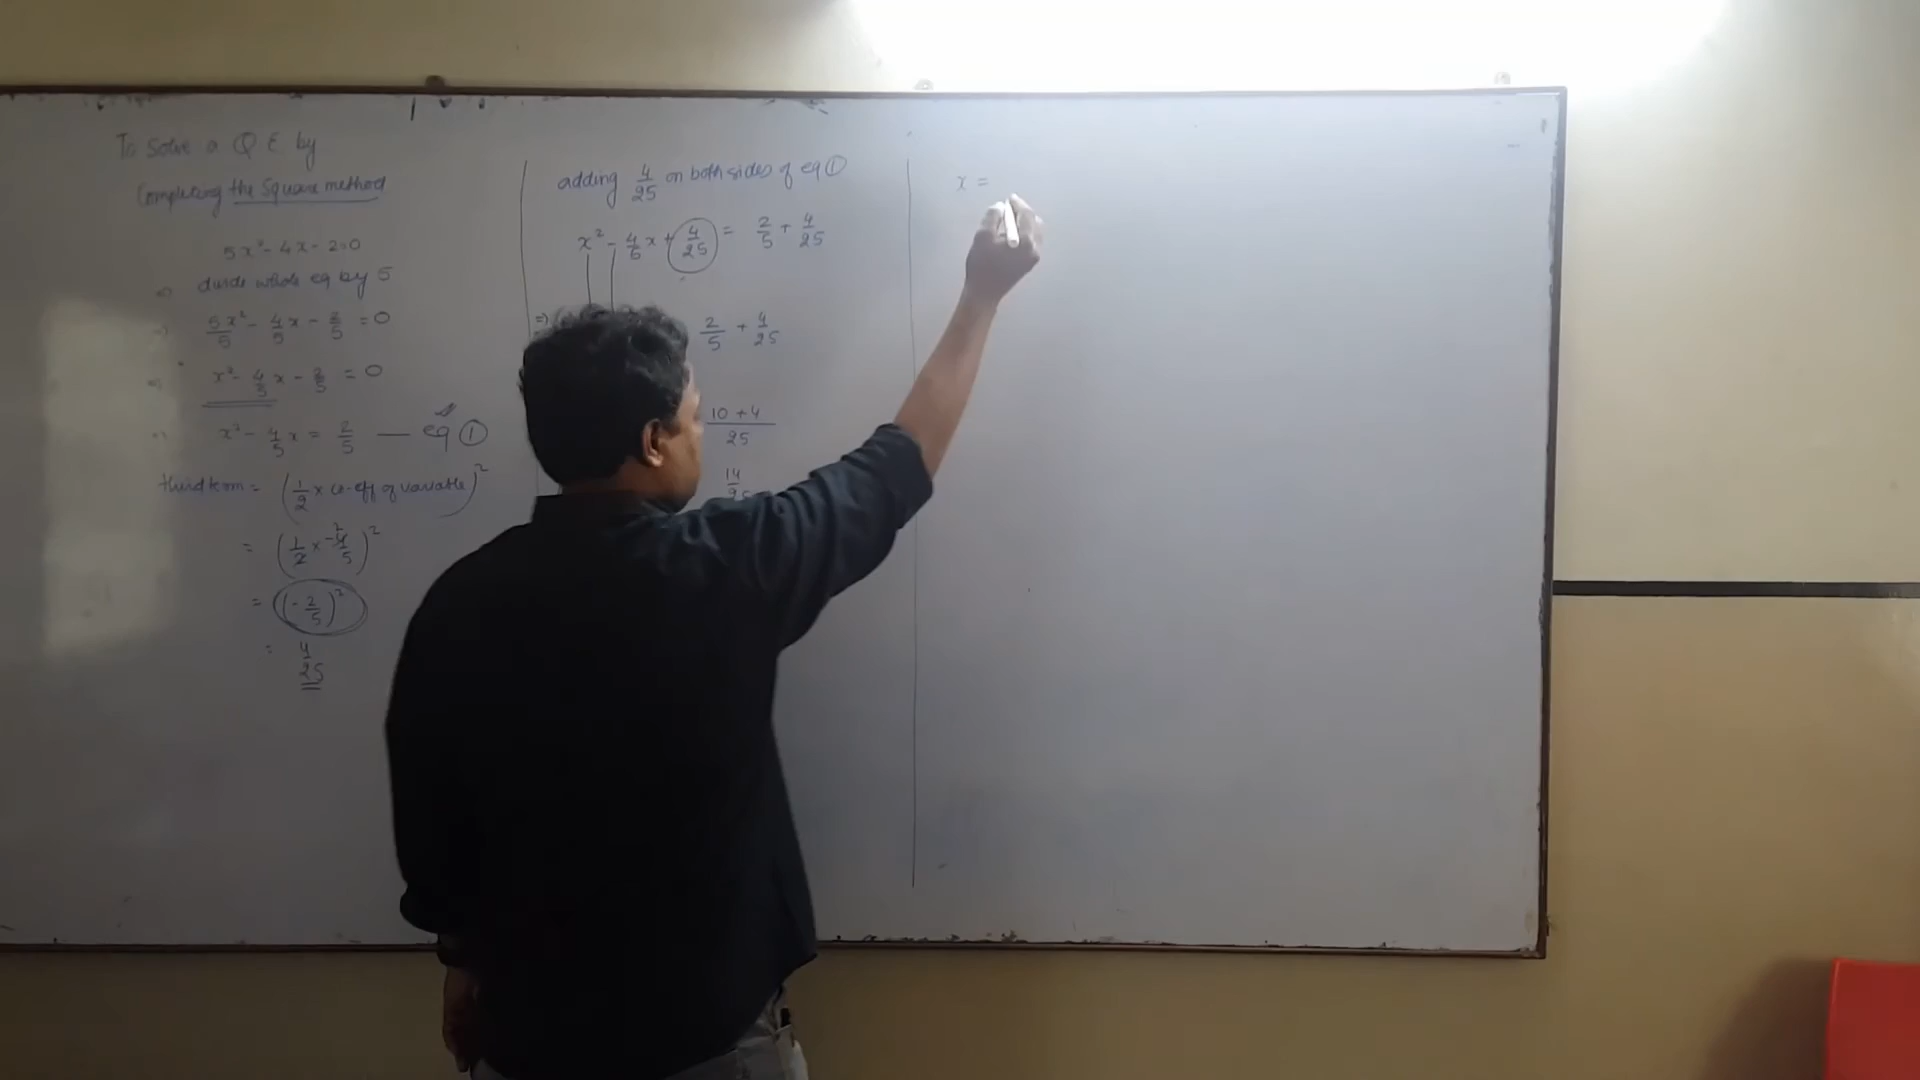 To Solve a Q E by
Completing the Square method
5x² - 4x - 2=0
=> divide whole eq by 5
=> 5x²/5 - 4/5 x - 2/5 = 0
=> x² - 4/5 x - 2/5 = 0
=> x² - 4/5 x = 2/5 — eq ①
third term = (1/2 × co-eff of variable)²
= (1/2 × -4/5)²
= (-2/5)²
= 4/25
adding 4/25 on both sides of eq ①
x² - 4/5 x + 4/25 = 2/5 + 4/25
=> 2/5 + 4/25
10 + 4/25
14/25
x =